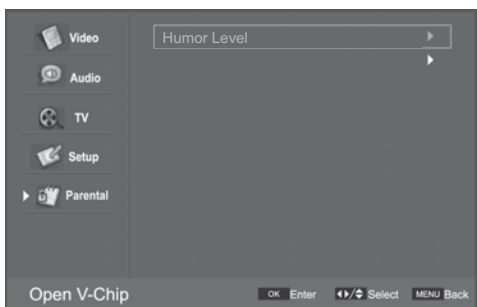 Video
Humor Level
Audio
TV
Setup
Parental
Open V-Chip
OK Enter
Select
MENU Back